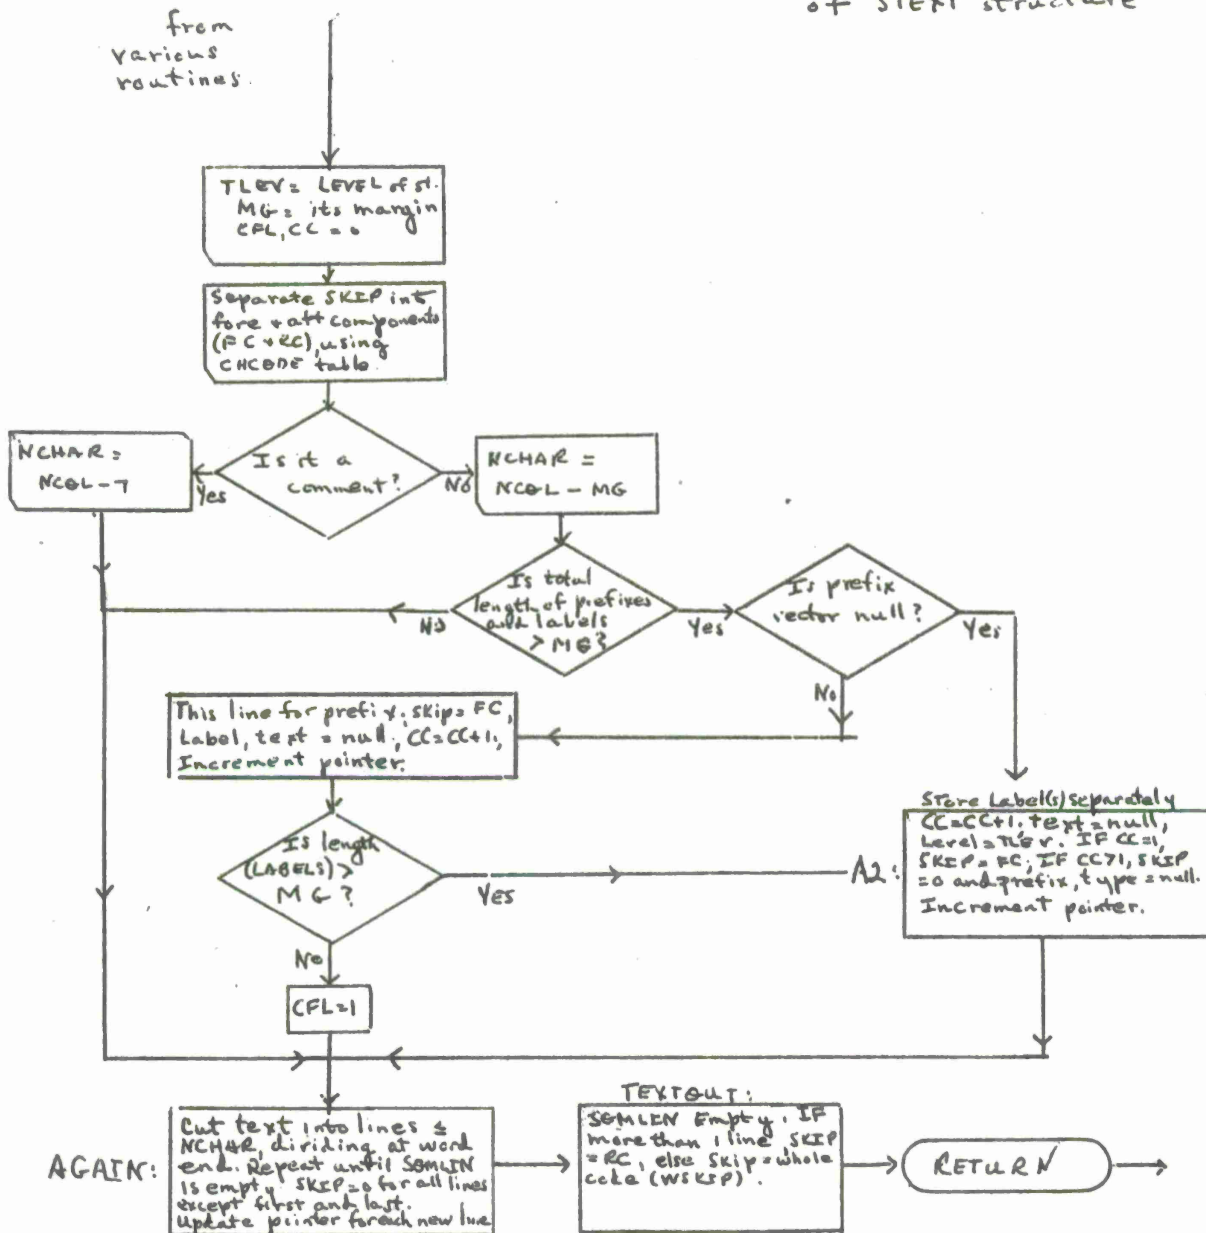 of STEXT structure
from
various
routines.
TLEV = LEVEL of st.
MG = its margin
CFL, CC = 0
Separate SKIP into
fore + aft components
(FC + RC), using
CHCODE table.
Is it a
comment?
Yes
No
NCHAR =
NCOL - 7
NCHAR =
NCOL - MG
Is total
length of prefixes
and labels
> MG?
No
Yes
Is prefix
vector null?
Yes
No
This line for prefix, skip = FC,
Label, text = null, CC=CC+1,
Increment pointer.
Is length
(LABELS) >
MG?
Yes
No
A2:
Store Label(s) separately
CC=CC+1. text = null,
Level = TLEV. IF CC=1,
SKIP = FC; IF CC>1, SKIP
=0 and prefix, type = null.
Increment pointer.
CFL=1
AGAIN:
Cut text into lines ≤
NCHAR, dividing at word
end. Repeat until SOMLIN
is empty. SKIP=0 for all lines
except first and last.
Update pointer for each new line
TEXTOUT:
SOMLIN Empty. IF
more than 1 line, SKIP
= RC, else Skip = whole
code (WSKIP).
RETURN